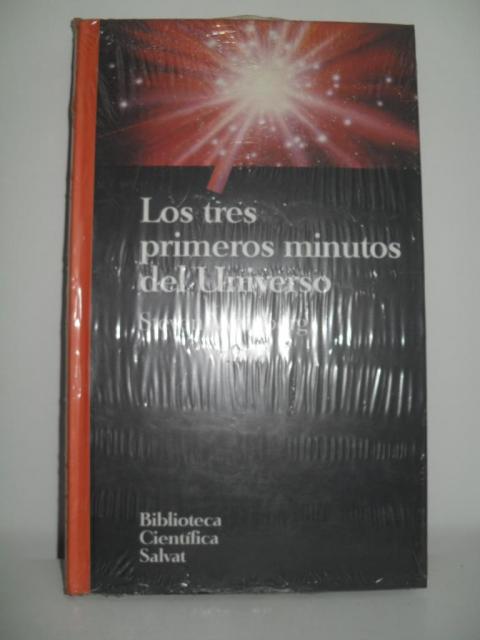 Los tres
primeros minutos
del Universo
Biblioteca
Científica
Salvat